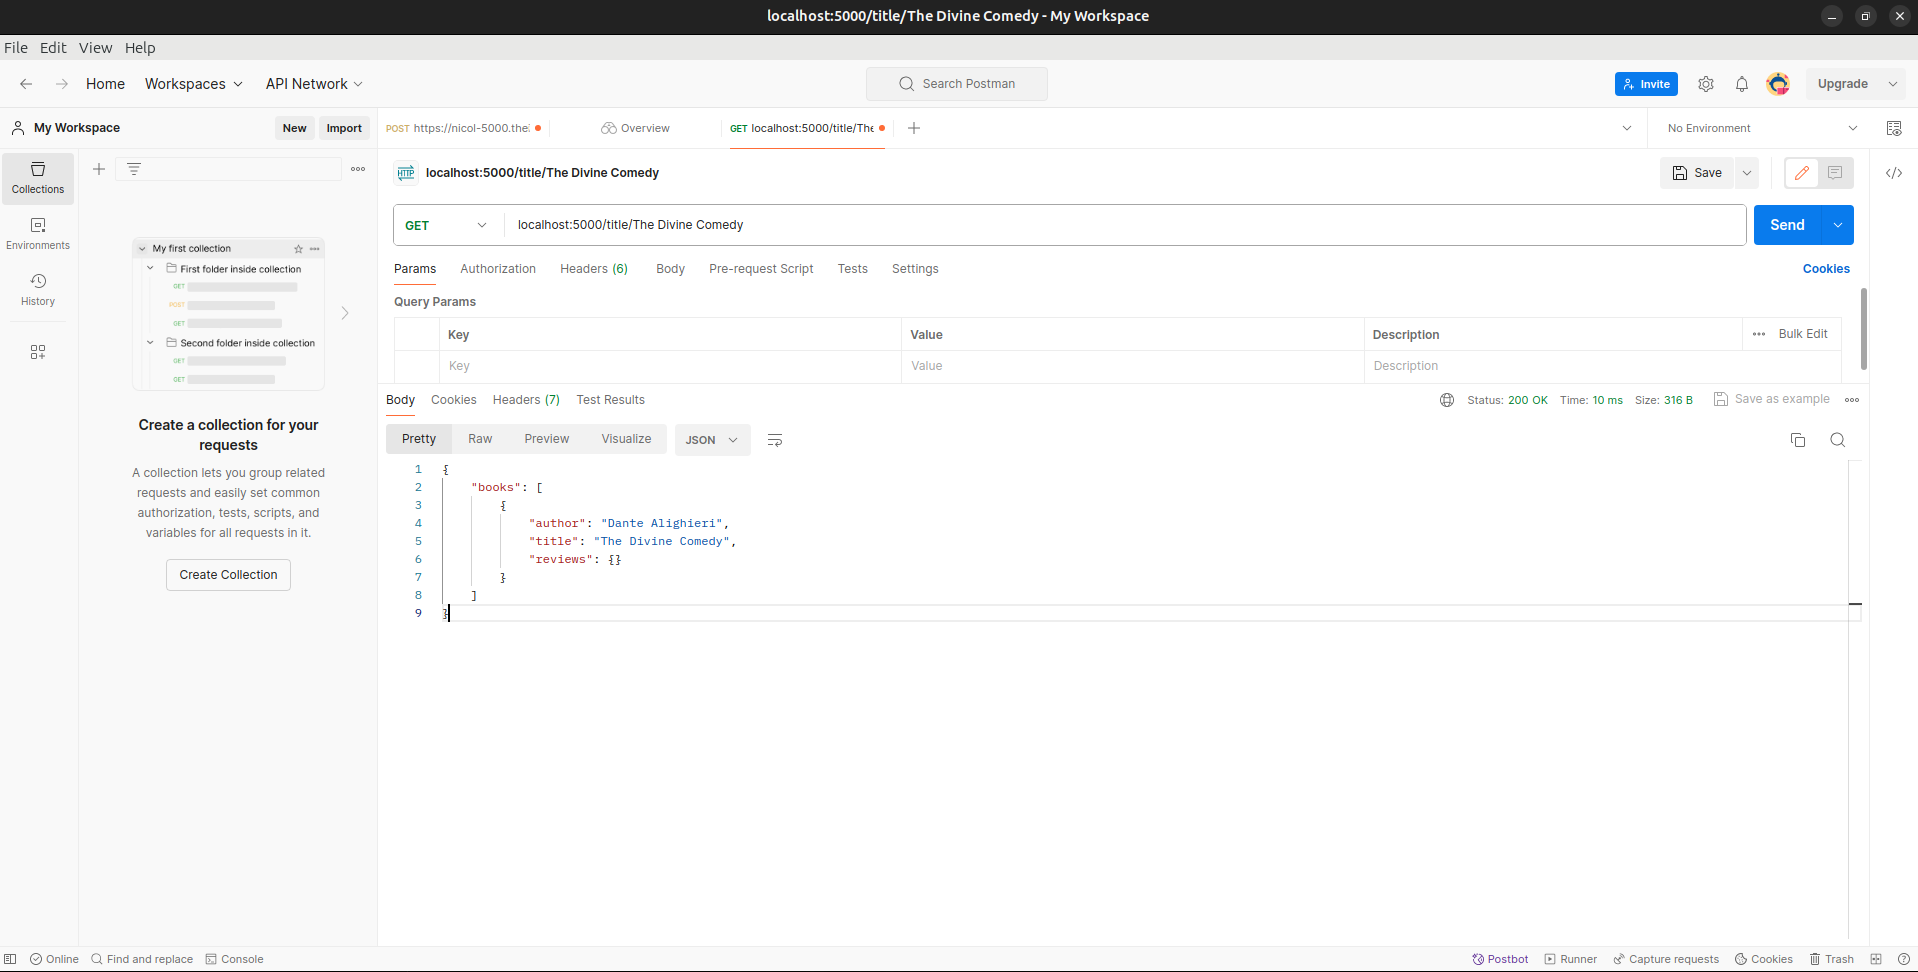 localhost:5000/title/The Divine Comedy - My Workspace
File Edit View Help
Home Workspaces API Network
Search Postman
Invite
Upgrade
My Workspace
New Import
POST https://nicol-5000.the
Overview
GET localhost:5000/title/The
No Environment
Collections
Environments
History
My first collection
First folder inside collection
GET
POST
GET
Second folder inside collection
GET
GET
Create a collection for your
requests
A collection lets you group related
requests and easily set common
authorization, tests, scripts, and
variables for all requests in it.
Create Collection
HTTP localhost:5000/title/The Divine Comedy
Save
GET localhost:5000/title/The Divine Comedy
Send
Params Authorization Headers (6) Body Pre-request Script Tests Settings
Cookies
Query Params
Key Value Description
Bulk Edit
Key Value Description
Body Cookies Headers (7) Test Results
Status: 200 OK Time: 10 ms Size: 316 B
Save as example
Pretty Raw Preview Visualize JSON
1 {
2 "books": [
3 {
4 "author": "Dante Alighieri",
5 "title": "The Divine Comedy",
6 "reviews": {}
7 }
8 ]
9 }
Online Find and replace Console
Postbot Runner Capture requests Cookies Trash